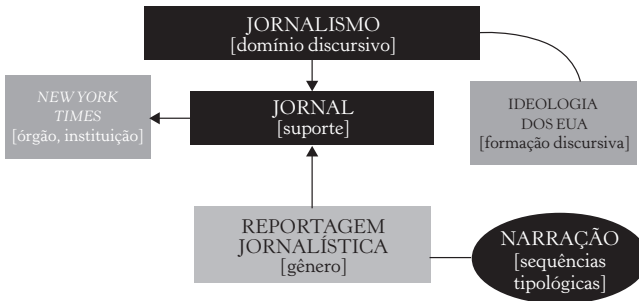 JORNALISMO
[domínio discursivo]
NEW YORK
TIMES
[órgão, instituição]
JORNAL
[suporte]
IDEOLOGIA
DOS EUA
[formação discursiva]
REPORTAGEM
JORNALÍSTICA
[gênero]
NARRAÇÃO
[sequências
tipológicas]